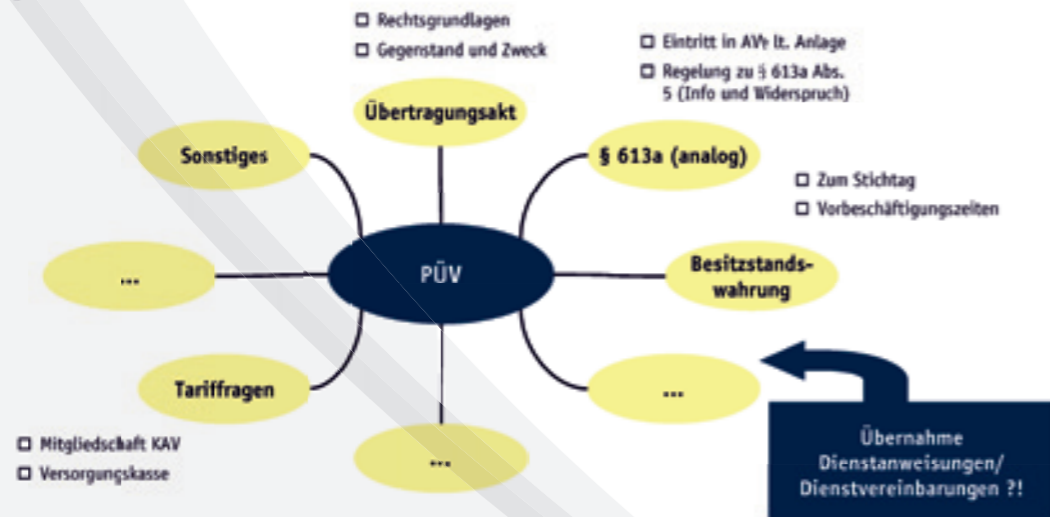 ☐ Rechtsgrundlagen
☐ Gegenstand und Zweck
☐ Eintritt in AVe lt. Anlage
☐ Regelung zu § 613a Abs.
5 (Info und Widerspruch)
Übertragungsakt
Sonstiges
§ 613a (analog)
☐ Zum Stichtag
☐ Vorbeschäftigungszeiten
...
PÜV
Besitzstands-
wahrung
Tariffragen
...
☐ Mitgliedschaft KAV
☐ Versorgungskasse
...
Übernahme
Dienstanweisungen/
Dienstvereinbarungen ?!